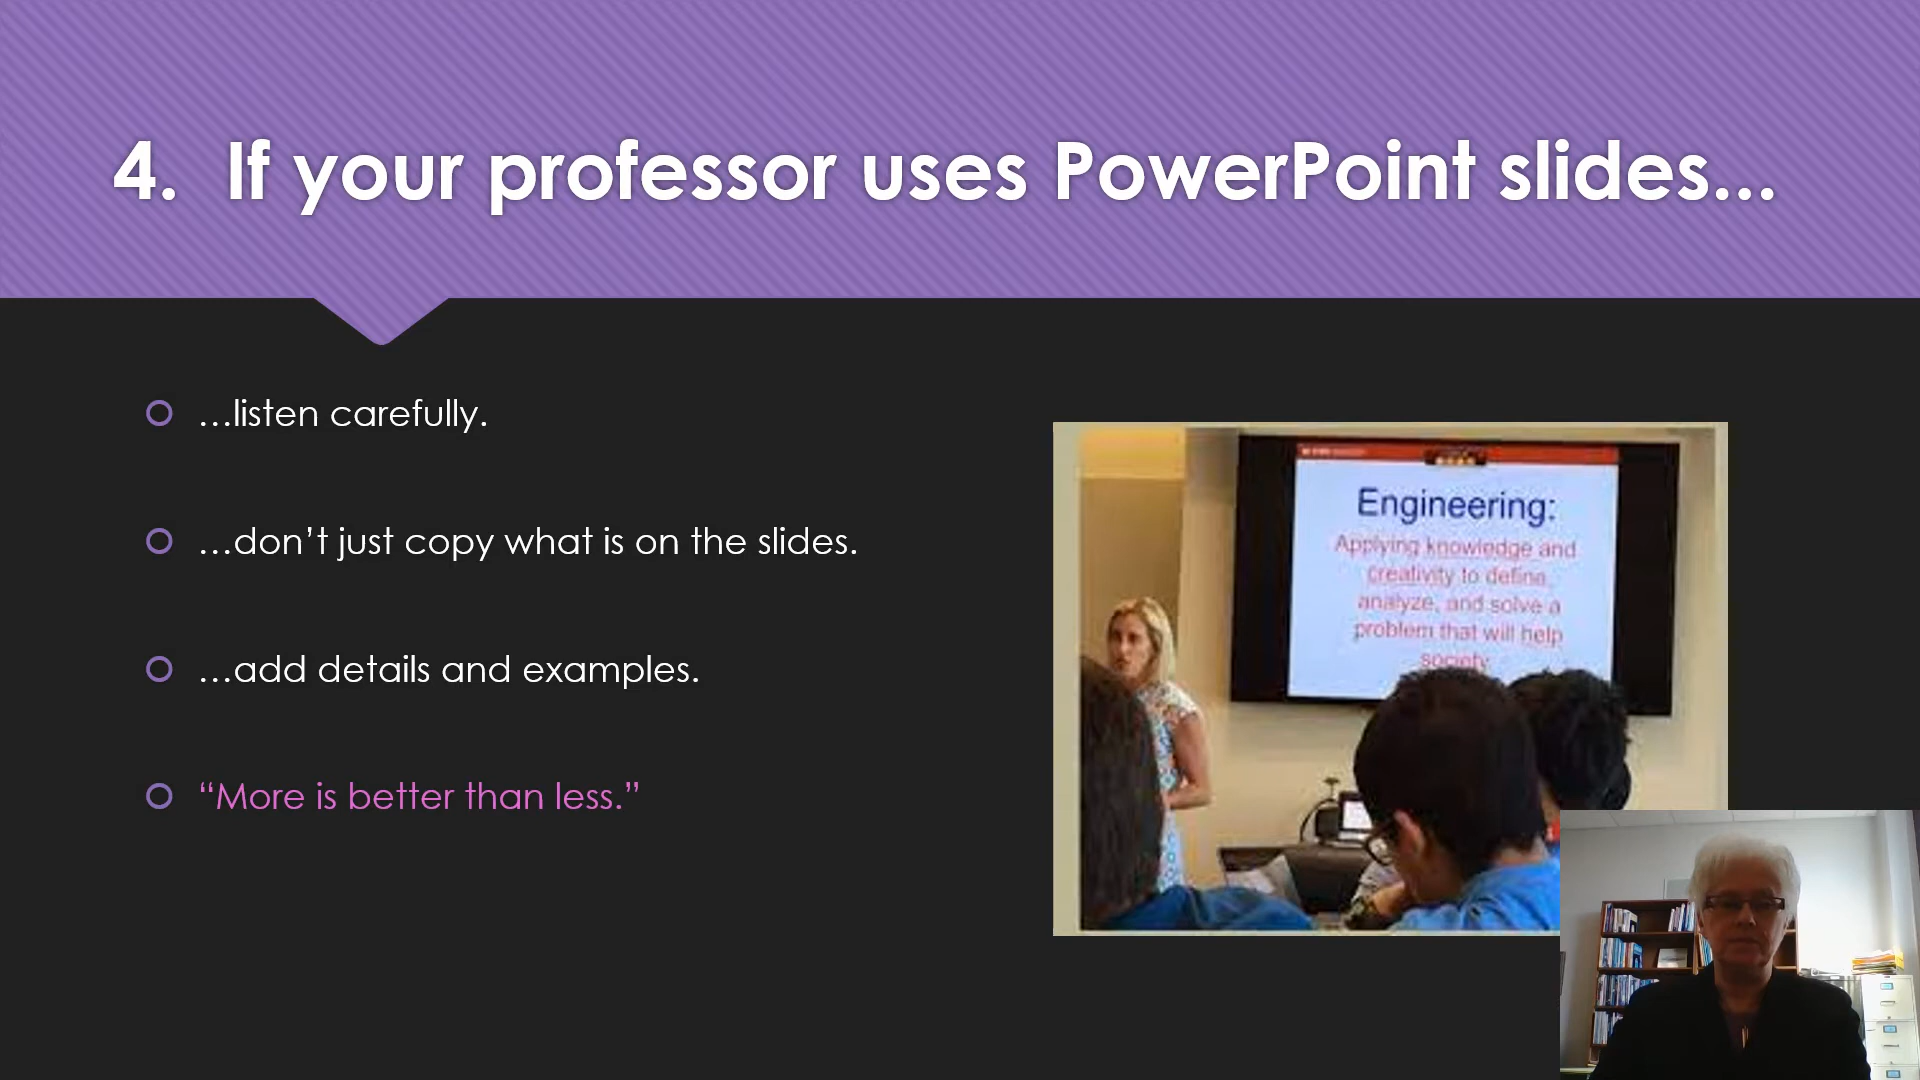 4. If your professor uses PowerPoint slides...
…listen carefully.
…don’t just copy what is on the slides.
…add details and examples.
“More is better than less.”
Engineering:
Applying knowledge and
creativity to define,
analyze, and solve a
problem that will help
society